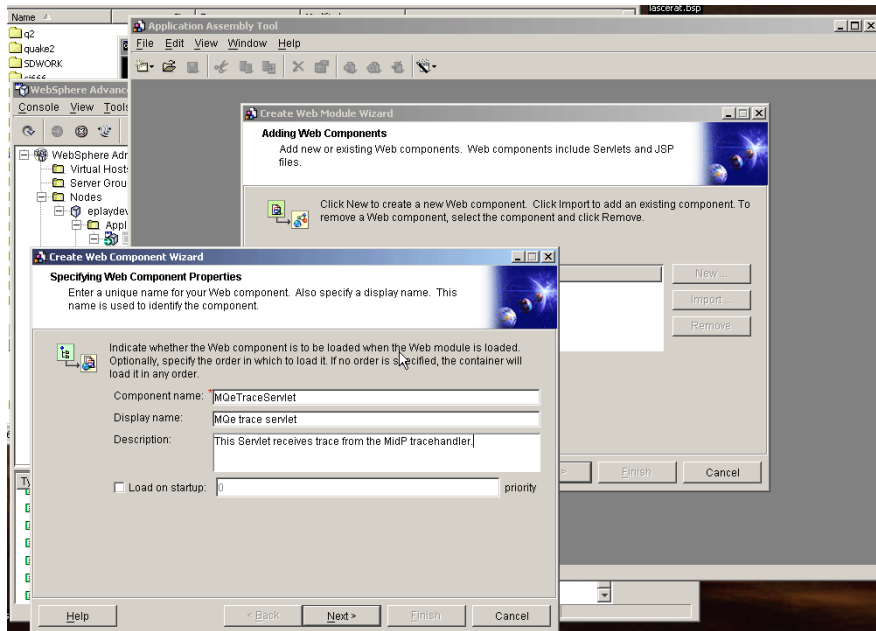 Name
q2
quake2
SDWORK
lascerat.bsp
Application Assembly Tool
File Edit View Window Help
WebSphere Advanc
Console View Tools
WebSphere Adr
Virtual Host
Server Grou
Nodes
eplaydev
Appl
Create Web Module Wizard
Adding Web Components
Add new or existing Web components. Web components include Servlets and JSP
files.
Click New to create a new Web component. Click Import to add an existing component. To
remove a Web component, select the component and click Remove.
New...
Import...
Remove
Finish
Cancel
Create Web Component Wizard
Specifying Web Component Properties
Enter a unique name for your Web component. Also specify a display name. This
name is used to identify the component.
Indicate whether the Web component is to be loaded when the Web module is loaded.
Optionally, specify the order in which to load it. If no order is specified, the container will
load it in any order.
Component name: *MQeTraceServlet
Display name: MQe trace servlet
Description: This Servlet receives trace from the MidP tracehandler.
Load on startup: 0 priority
Help
< Back
Next >
Finish
Cancel